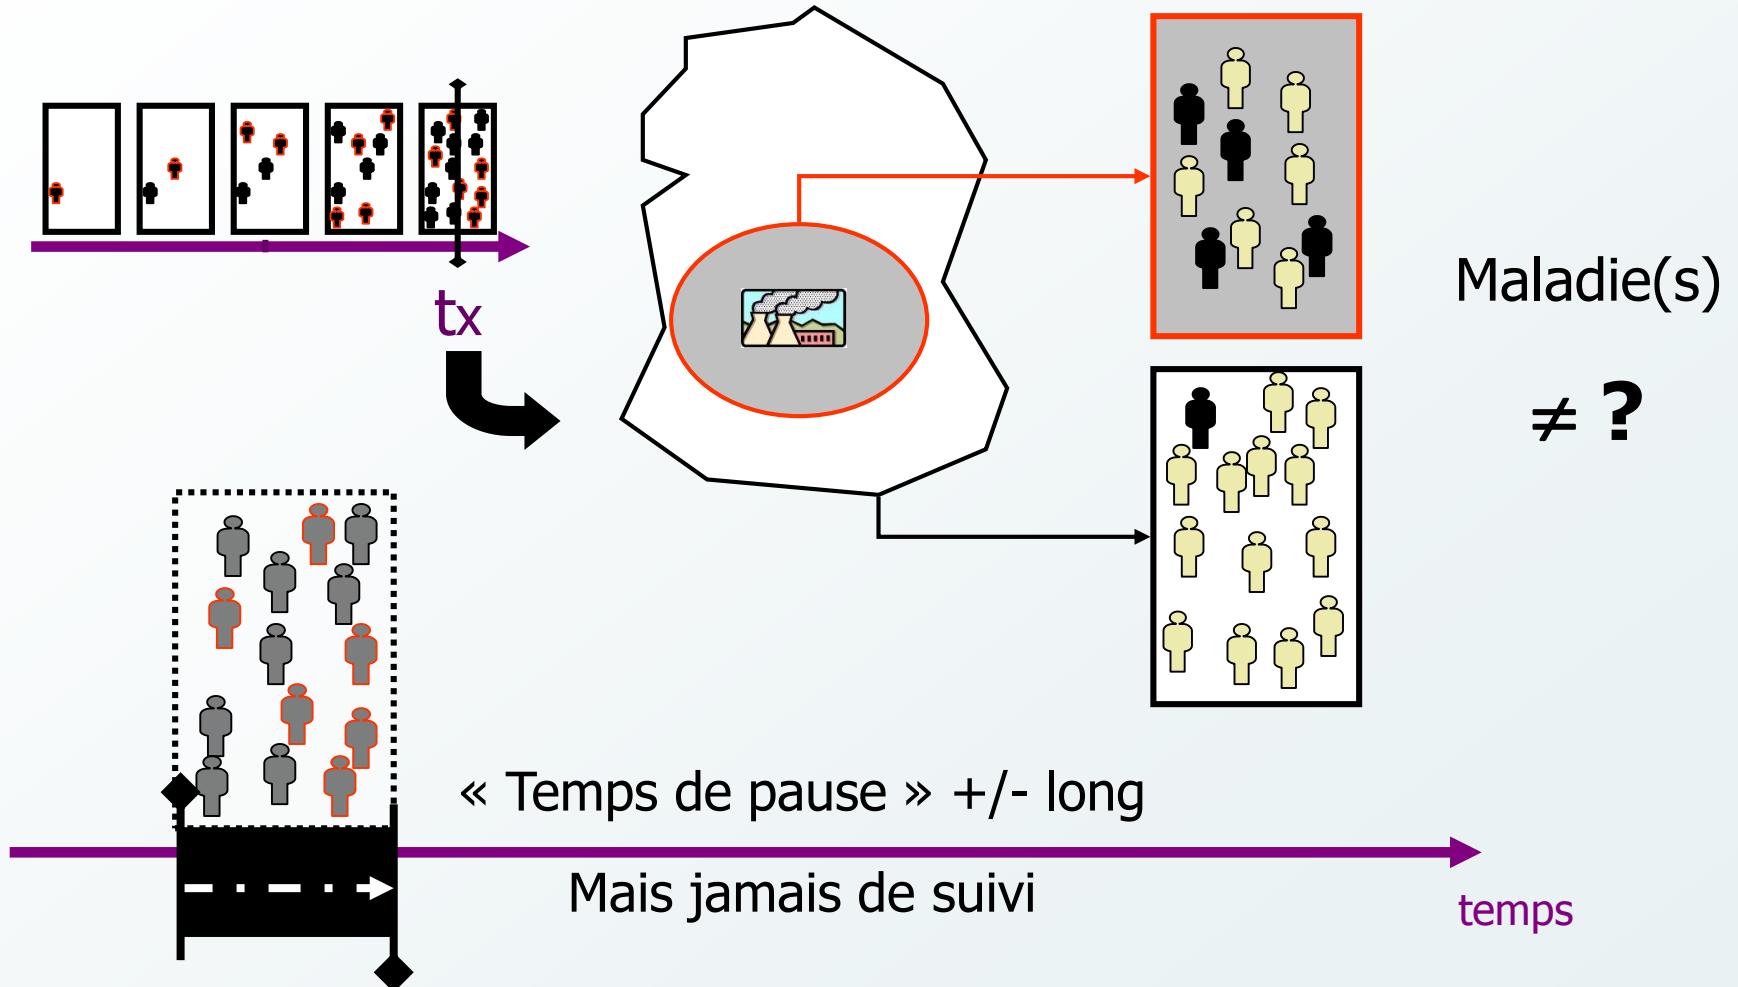 tx
Maladie(s)
≠ ?
« Temps de pause » +/- long
Mais jamais de suivi
temps